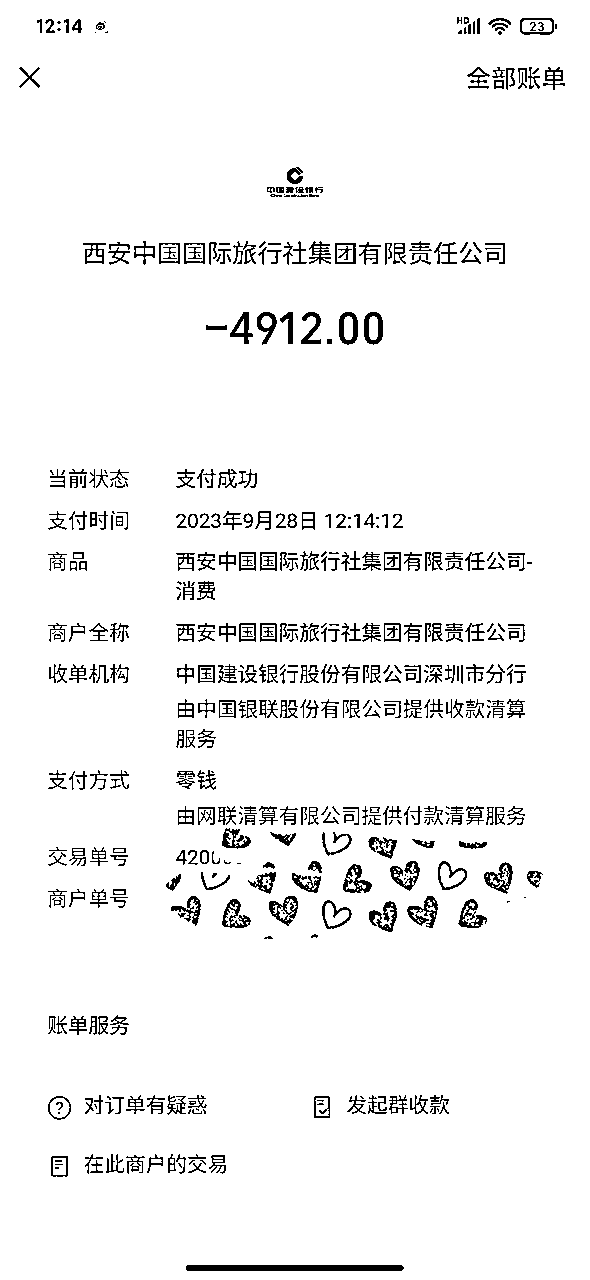 12:14
HD
23
全部账单
中国建设银行
China Construction Bank
西安中国国际旅行社集团有限责任公司
-4912.00
当前状态 支付成功
支付时间 2023年9月28日 12:14:12
商品 西安中国国际旅行社集团有限责任公司-
消费
商户全称 西安中国国际旅行社集团有限责任公司
收单机构 中国建设银行股份有限公司深圳市分行
由中国银联股份有限公司提供收款清算
服务
支付方式 零钱
由网联清算有限公司提供付款清算服务
交易单号 4200
商户单号
账单服务
对订单有疑惑 发起群收款
在此商户的交易